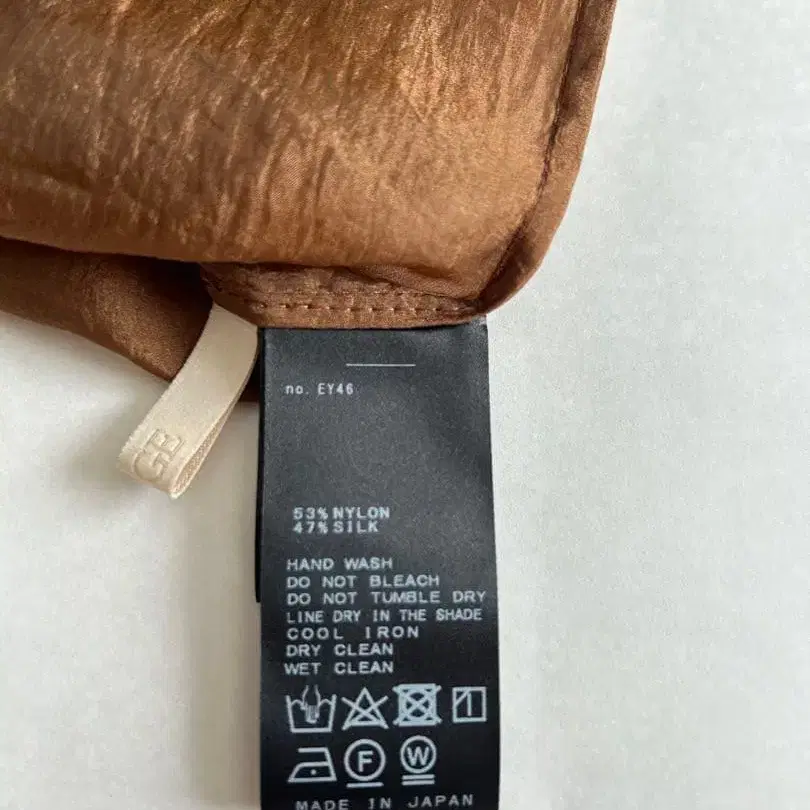 GE
no. EY46
53% NYLON
47% SILK
HAND WASH
DO NOT BLEACH
DO NOT TUMBLE DRY
LINE DRY IN THE SHADE
COOL IRON
DRY CLEAN
WET CLEAN
F W
MADE IN JAPAN